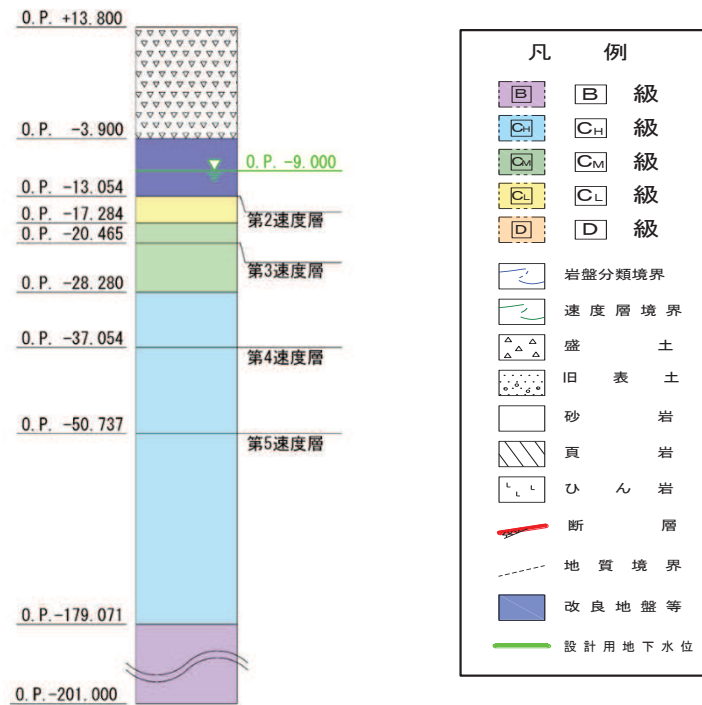 O.P. +13.800
O.P. -3.900
O.P. -9.000
O.P. -13.054
O.P. -17.284
第2速度層
O.P. -20.465
第3速度層
O.P. -28.280
O.P. -37.054
第4速度層
O.P. -50.737
第5速度層
O.P.-179.071
O.P.-201.000
凡 例
B B 級
CH CH 級
CM CM 級
CL CL 級
D D 級
岩盤分類境界
速度層境界
盛 土
旧表土
砂 岩
頁 岩
ひん岩
断 層
地質境界
改良地盤等
設計用地下水位